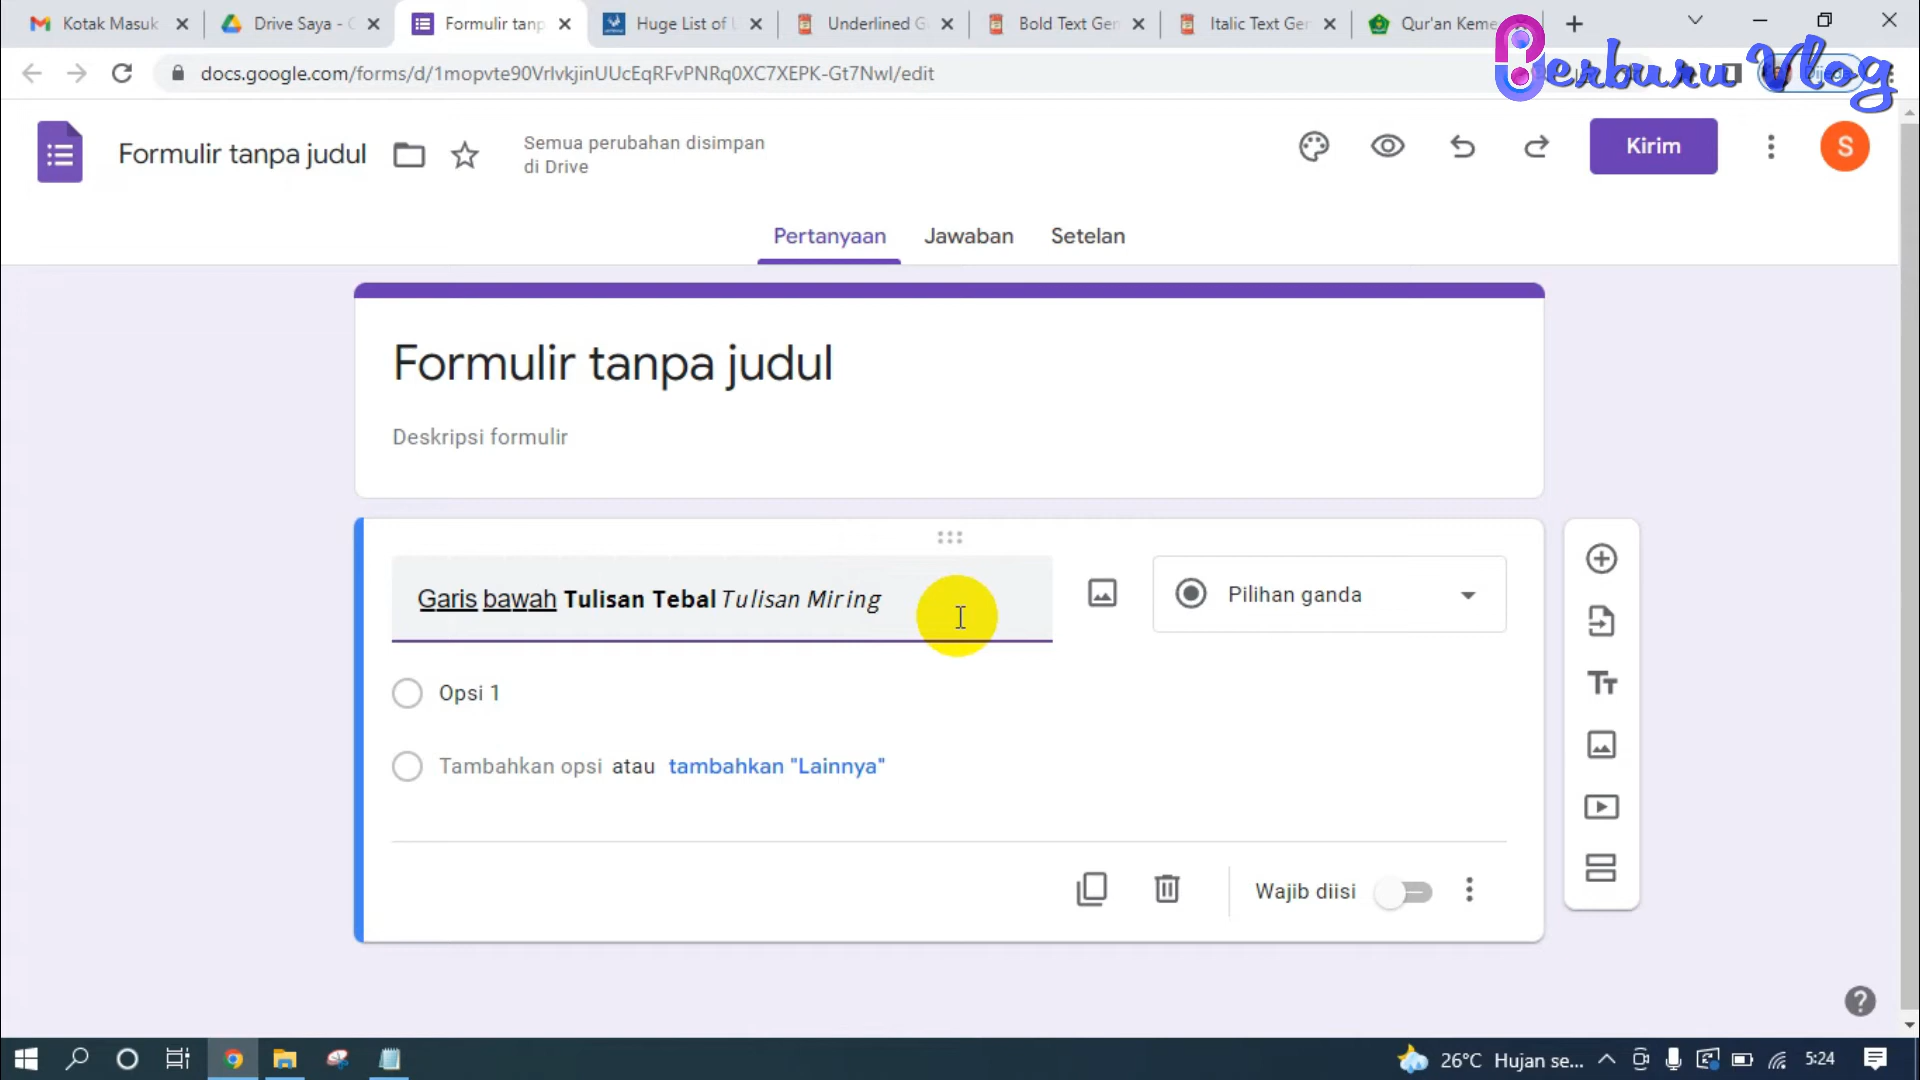 Kotak Masuk
Drive Saya - G
Formulir tanp
Huge List of
Underlined G
Bold Text Gen
Italic Text Gen
Qur'an Keme
docs.google.com/forms/d/1mopvte90VrlvkjinUUcEqRFvPNRq0XC7XEPK-Gt7NwI/edit
Perburu Vlog
Formulir tanpa judul
Semua perubahan disimpan
di Drive
Kirim
S
Pertanyaan
Jawaban
Setelan
Formulir tanpa judul
Deskripsi formulir
Garis bawah Tulisan Tebal Tulisan Miring
Pilihan ganda
Opsi 1
Tambahkan opsi atau tambahkan "Lainnya"
Wajib diisi
26°C Hujan se...
5:24